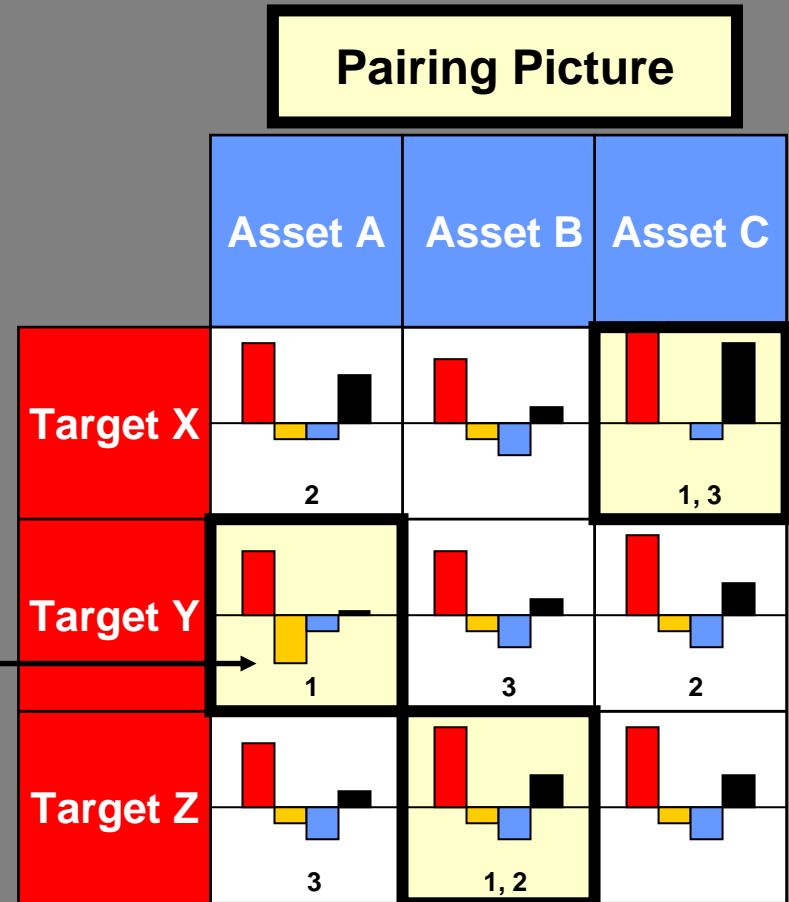 Pairing Picture
Asset A Asset B Asset C
Target X
2
1, 3
Target Y
1
3
2
Target Z
3
1, 2